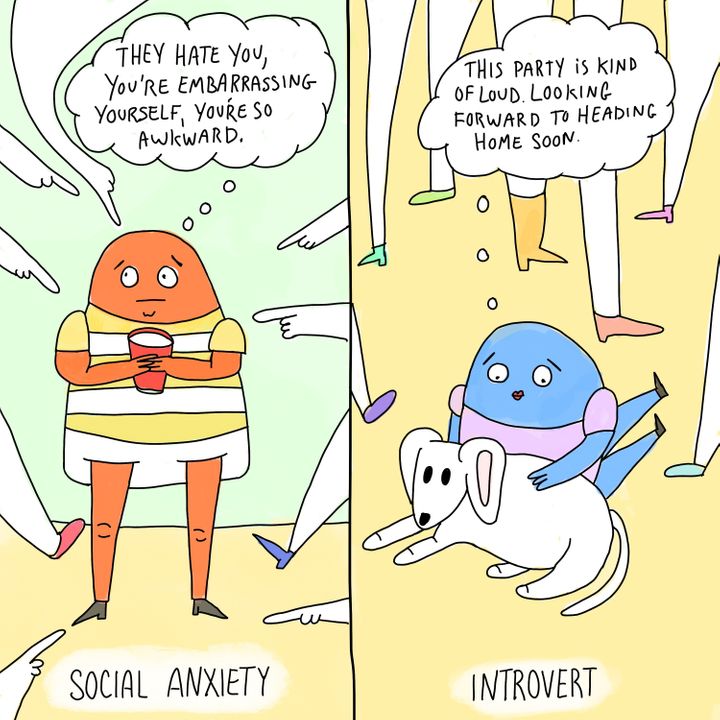 THEY HATE YOU,
YOU'RE EMBARRASSING
YOURSELF, YOU'RE SO
AWKWARD.
THIS PARTY IS KIND
OF LOUD. LOOKING
FORWARD TO HEADING
HOME SOON.
SOCIAL ANXIETY
INTROVERT